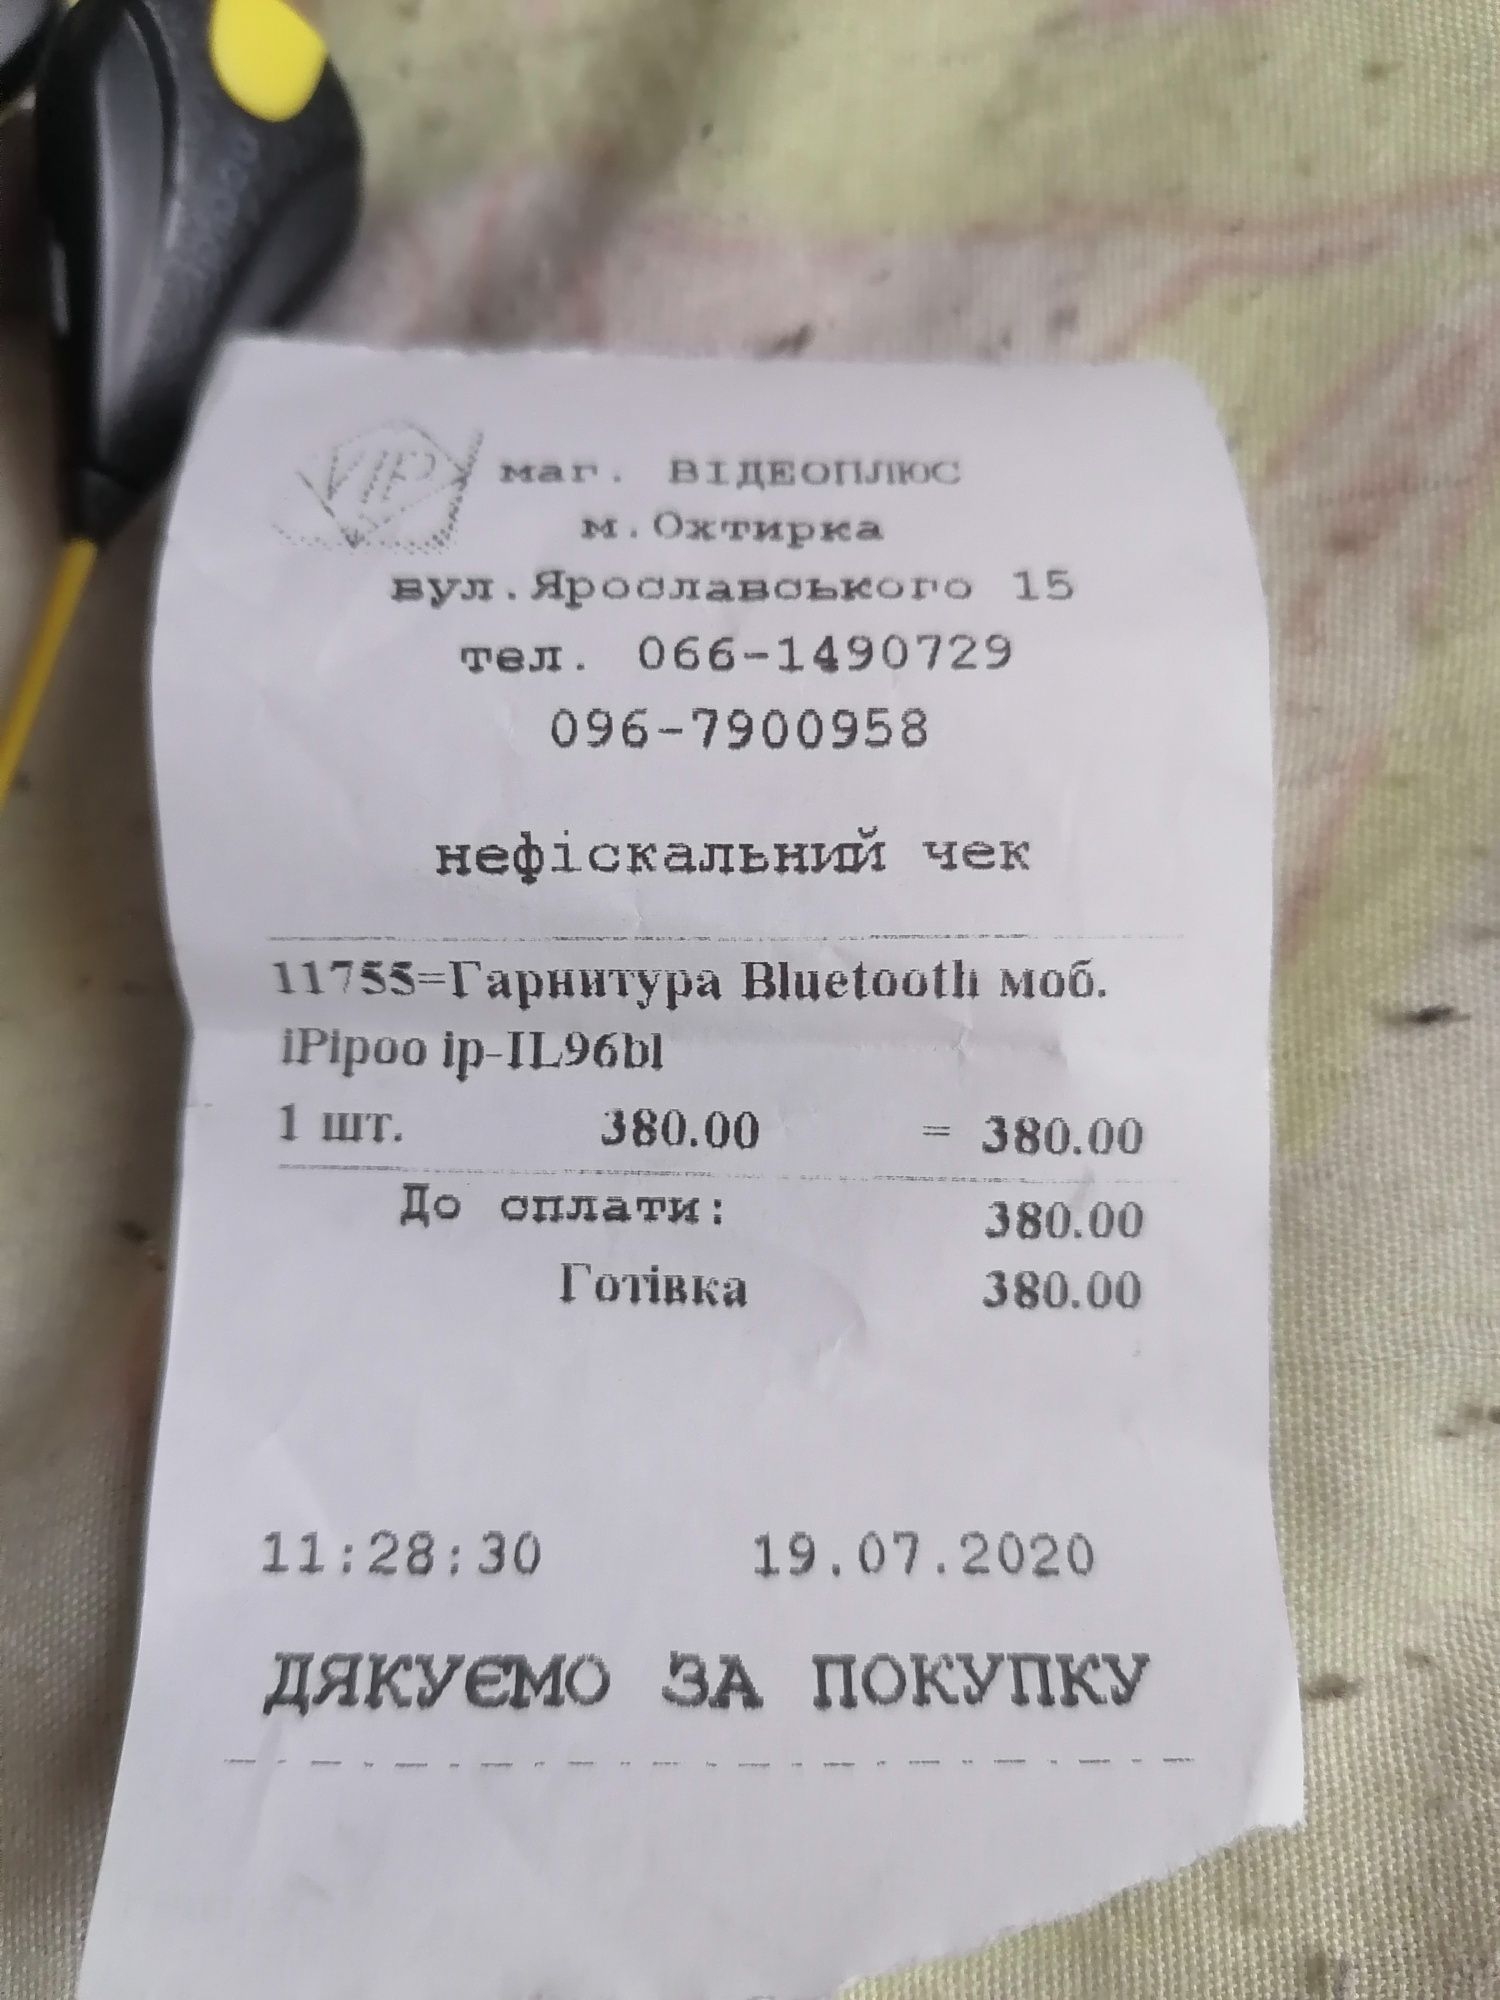 VIP
маг. ВІДЕОПЛЮС
м.Охтирка
вул.Ярославського 15
тел. 066-1490729
096-7900958
нефіскальний чек
11755=Гарнитура Bluetooth моб.
iPipoo ip-IL96bl
1 шт. 380.00 = 380.00
До сплати: 380.00
Готівка 380.00
11:28:30 19.07.2020
ДЯКУЄМО ЗА ПОКУПКУ